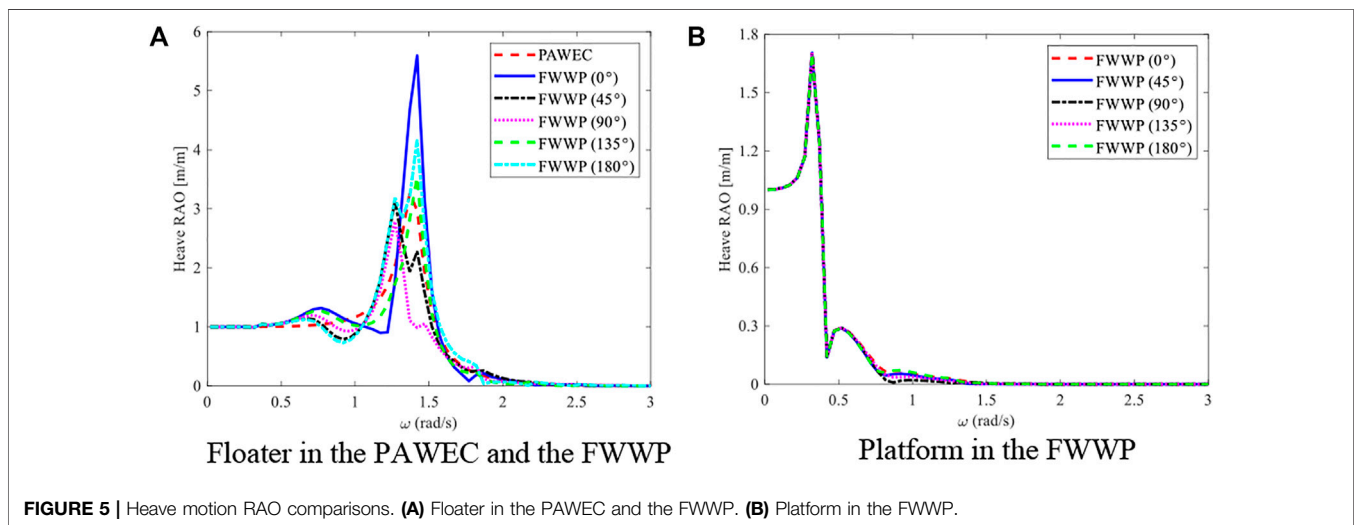 A
6
5
4
3
2
1
0
Heave RAO [m/m]
PAWEC
FWWP (0°)
FWWP (45°)
FWWP (90°)
FWWP (135°)
FWWP (180°)
0 0.5 1 1.5 2 2.5 3
ω (rad/s)
Floater in the PAWEC and the FWWP
B
1.8
1.5
1.2
0.9
0.6
0.3
0
Heave RAO [m/m]
FWWP (0°)
FWWP (45°)
FWWP (90°)
FWWP (135°)
FWWP (180°)
0 0.5 1 1.5 2 2.5 3
ω (rad/s)
Platform in the FWWP
FIGURE 5 | Heave motion RAO comparisons. (A) Floater in the PAWEC and the FWWP. (B) Platform in the FWWP.